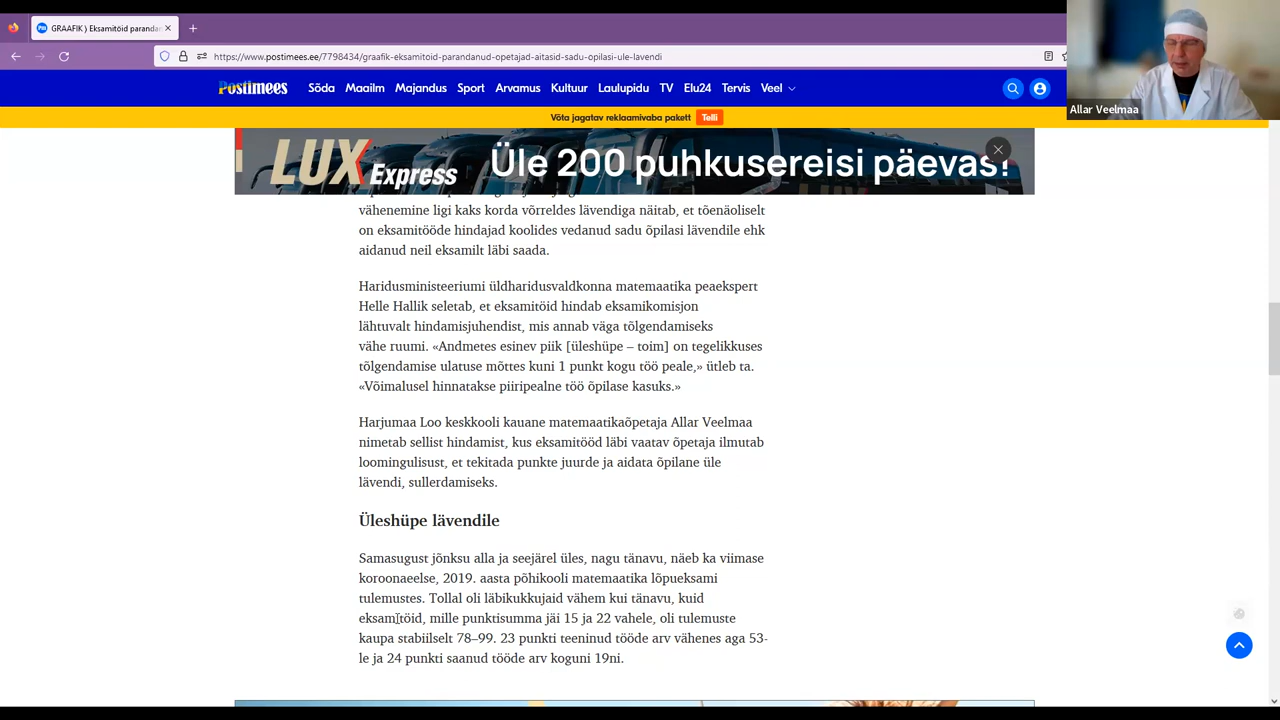 GRAAFIK ⟩ Eksamitöid paranda
https://www.postimees.ee/7798434/graafik-eksamitoid-parandanud-opetajad-aitasid-sadu-opilasi-ule-lavendi
Allar Veelmaa
Postimees Sõda Maailm Majandus Sport Arvamus Kultuur Laulupidu TV Elu24 Tervis Veel
Võta jagatav reklaamivaba pakett Telli
LUX Express Üle 200 puhkusereisi päevas!
vähenemine ligi kaks korda võrreldes lävendiga näitab, et tõenäoliselt
on eksamitööde hindajad koolides vedanud sadu õpilasi lävendile ehk
aidanud neil eksamilt läbi saada.
Haridusministeeriumi üldharidusvaldkonna matemaatika peaekspert
Helle Hallik seletab, et eksamitöid hindab eksamikomisjon
lähtuvalt hindamisjuhendist, mis annab väga tõlgendamiseks
vähe ruumi. «Andmetes esinev piik [üleshüpe – toim] on tegelikkuses
tõlgendamise ulatuse mõttes kuni 1 punkt kogu töö peale,» ütleb ta.
«Võimalusel hinnatakse piiripealne töö õpilase kasuks.»
Harjumaa Loo keskkooli kauane matemaatikaõpetaja Allar Veelmaa
nimetab sellist hindamist, kus eksamitööd läbi vaatav õpetaja ilmutab
loomingulisust, et tekitada punkte juurde ja aidata õpilane üle
lävendi, sullerdamiseks.
Üleshüpe lävendile
Samasugust jõnksu alla ja seejärel üles, nagu tänavu, näeb ka viimase
koroonaeelse, 2019. aasta põhikooli matemaatika lõpueksami
tulemustes. Tollal oli läbikukkujaid vähem kui tänavu, kuid
eksamitöid, mille punktisumma jäi 15 ja 22 vahele, oli tulemuste
kaupa stabiilselt 78–99. 23 punkti teeninud tööde arv vähenes aga 53-
le ja 24 punkti saanud tööde arv koguni 19ni.